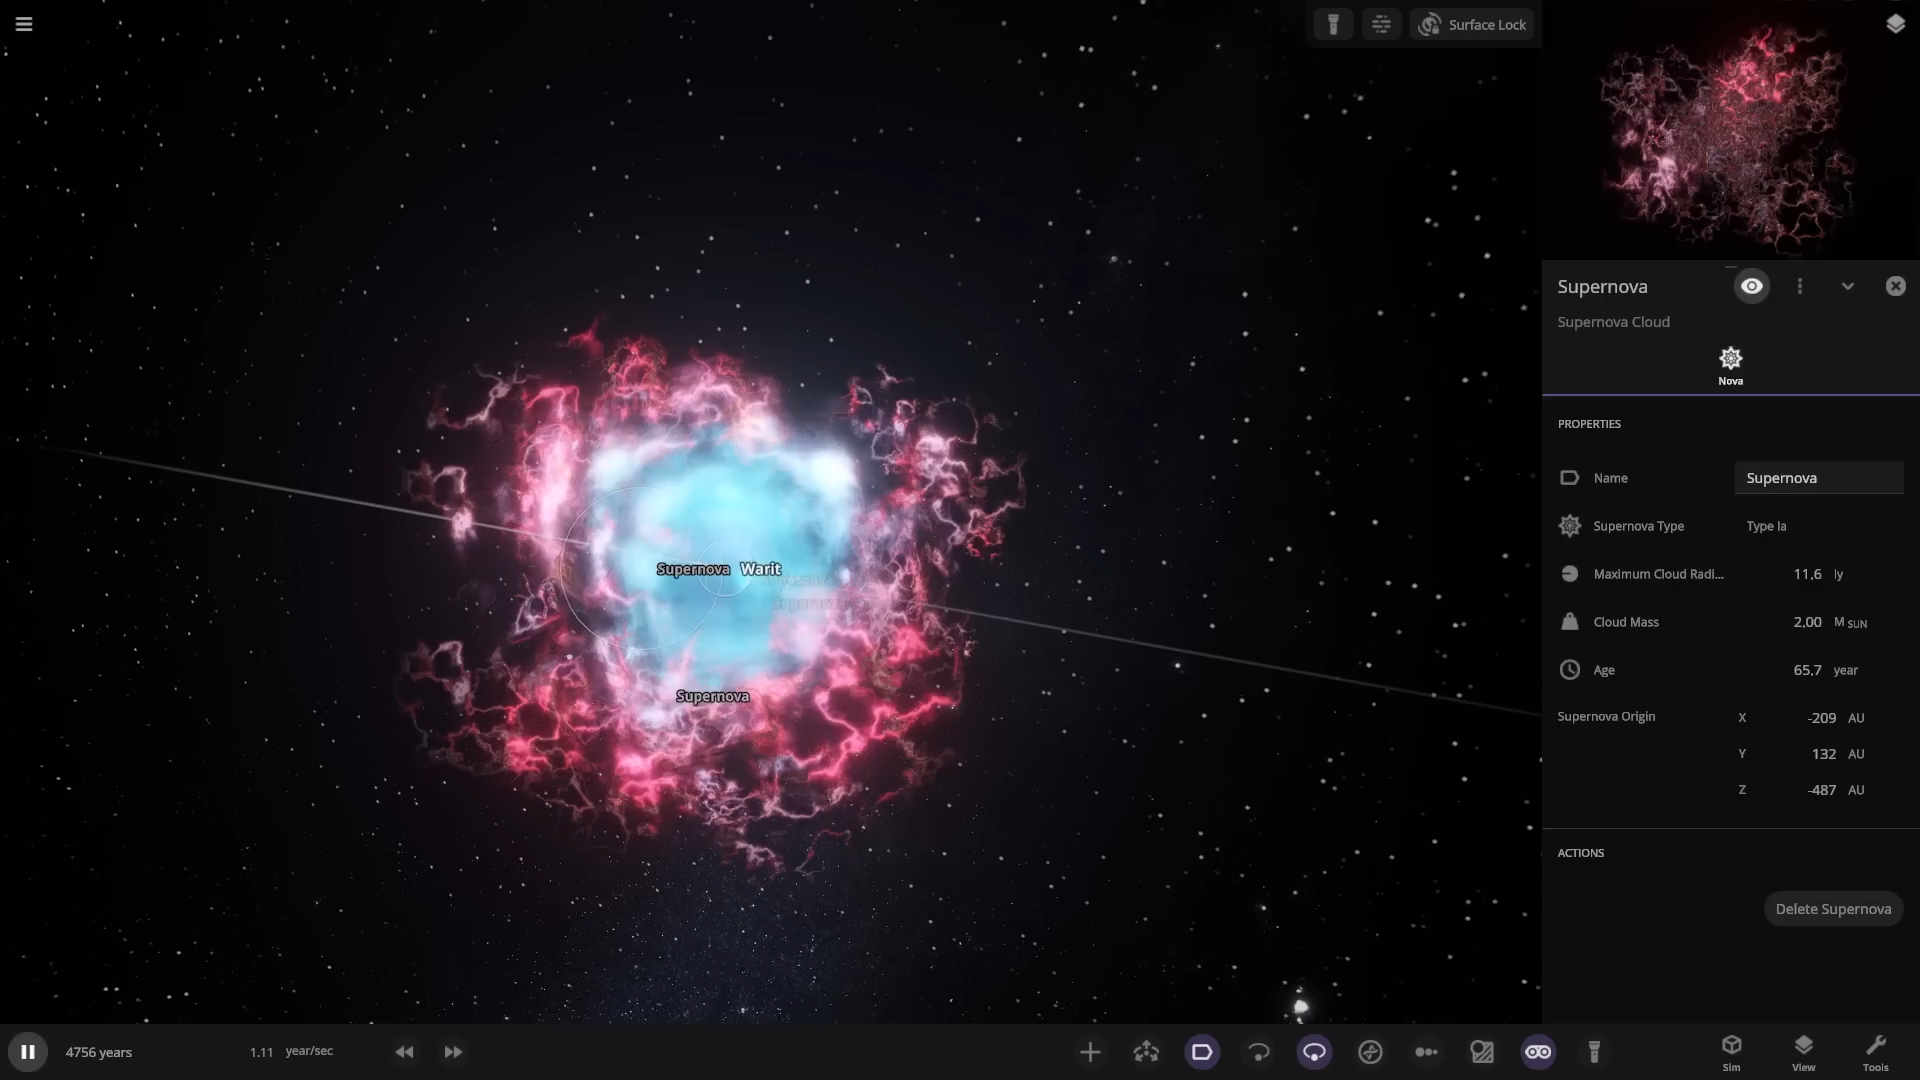 Surface Lock
Supernova
Supernova Cloud
Nova
PROPERTIES
Name Supernova
Supernova Type Type Ia
Maximum Cloud Radi... 11.6 ly
Cloud Mass 2.00 M SUN
Age 65.7 year
Supernova Origin X -209 AU
Y 132 AU
Z -487 AU
ACTIONS
Delete Supernova
Supernova Warit
Supernova
4756 years 1.11 year/sec
Sim View Tools